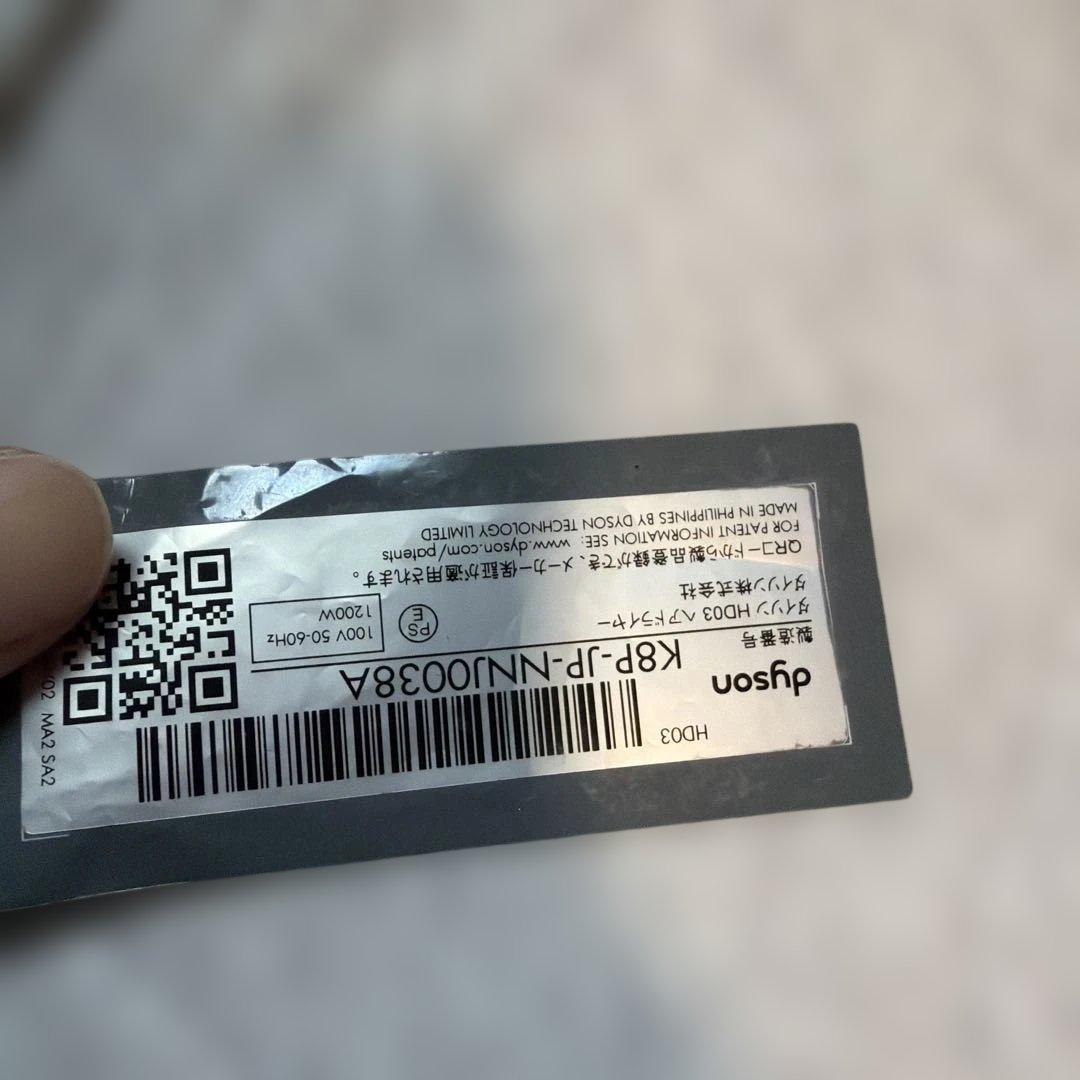 HD03
dyson
製造番号
K8P-JP-NNJ0038A
ダイソン HD03 ヘアドライヤー
ダイソン株式会社
100V 50-60Hz
1200W
PS
E
QRコードから製品登録ができ、メーカー保証が適用されます。
FOR PATENT INFORMATION SEE: www.dyson.com/patents
MADE IN PHILIPPINES BY DYSON TECHNOLOGY LIMITED
MA2 SA2